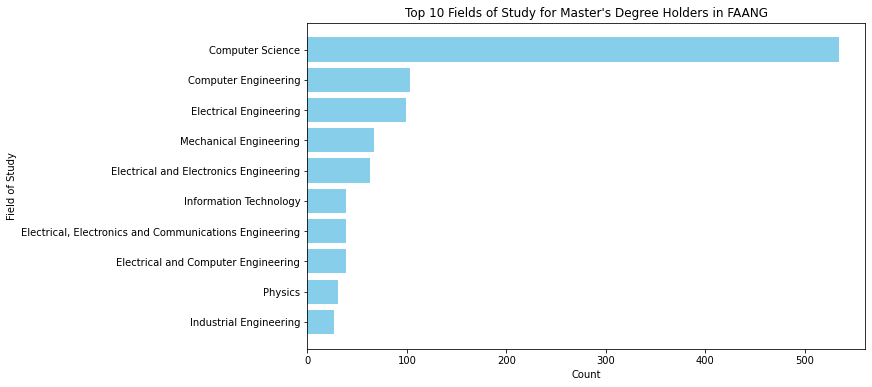 Top 10 Fields of Study for Master's Degree Holders in FAANG
Field of Study
Computer Science
Computer Engineering
Electrical Engineering
Mechanical Engineering
Electrical and Electronics Engineering
Information Technology
Electrical, Electronics and Communications Engineering
Electrical and Computer Engineering
Physics
Industrial Engineering
0 100 200 300 400 500
Count